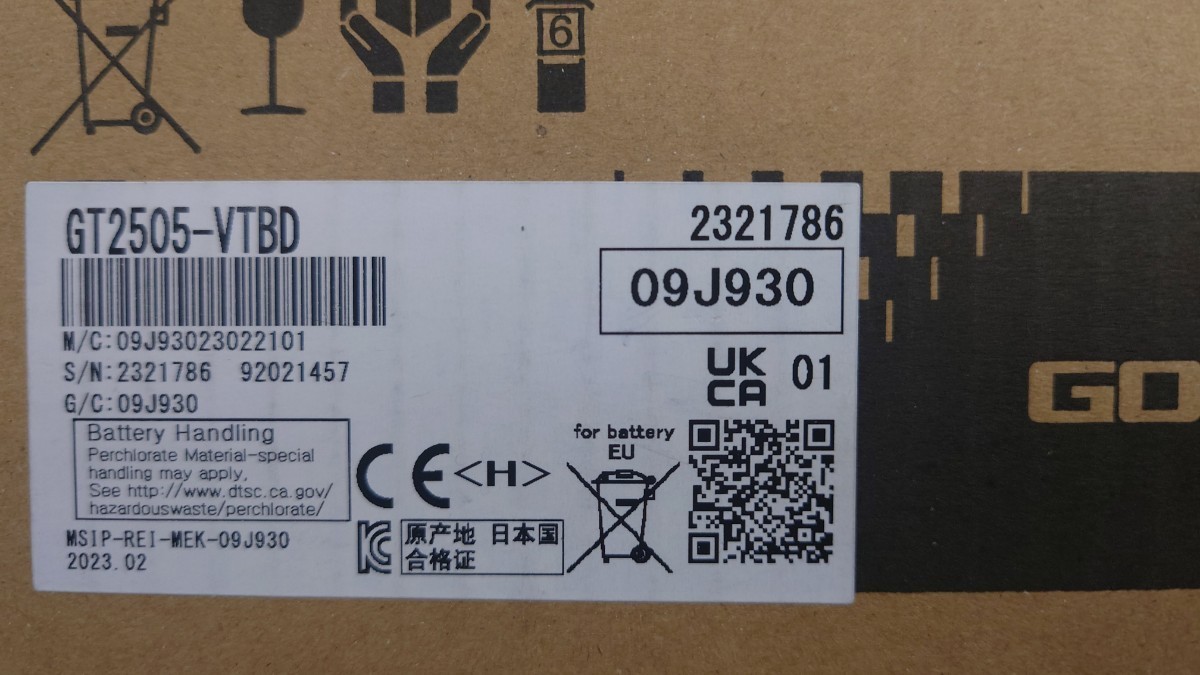 6
GT2505-VTBD
2321786
09J930
M/C:09J93023022101
S/N:2321786 92021457
G/C:09J930
UK
CA
01
GO
Battery Handling
Perchlorate Material-special
handling may apply.
See http://www.dtsc.ca.gov/
hazardouswaste/perchlorate/
CE
<H>
for battery
EU
MSIP-REI-MEK-09J930
2023.02
原产地 日本国
合格证